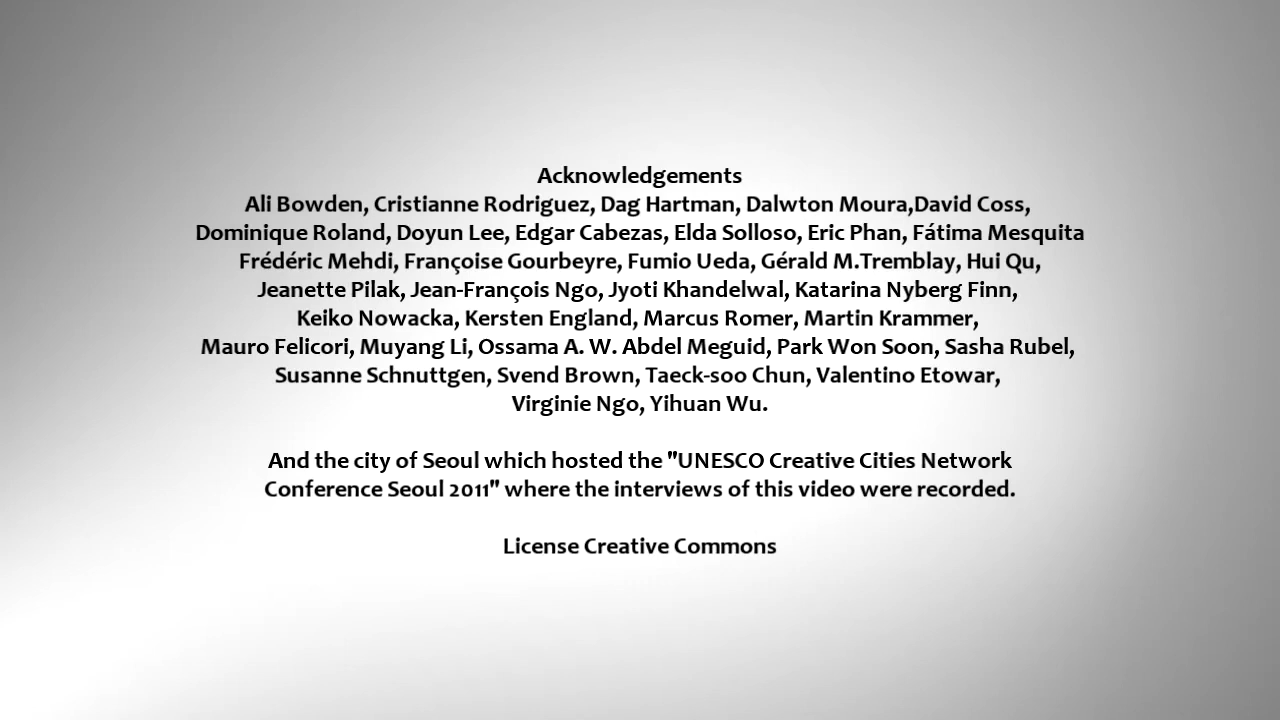 Acknowledgements
Ali Bowden, Cristianne Rodriguez, Dag Hartman, Dalwton Moura,David Coss,
Dominique Roland, Doyun Lee, Edgar Cabezas, Elda Solloso, Eric Phan, Fátima Mesquita
Frédéric Mehdi, Françoise Gourbeyre, Fumio Ueda, Gérald M.Tremblay, Hui Qu,
Jeanette Pilak, Jean-François Ngo, Jyoti Khandelwal, Katarina Nyberg Finn,
Keiko Nowacka, Kersten England, Marcus Romer, Martin Krammer,
Mauro Felicori, Muyang Li, Ossama A. W. Abdel Meguid, Park Won Soon, Sasha Rubel,
Susanne Schnuttgen, Svend Brown, Taeck-soo Chun, Valentino Etowar,
Virginie Ngo, Yihuan Wu.
And the city of Seoul which hosted the "UNESCO Creative Cities Network
Conference Seoul 2011" where the interviews of this video were recorded.
License Creative Commons